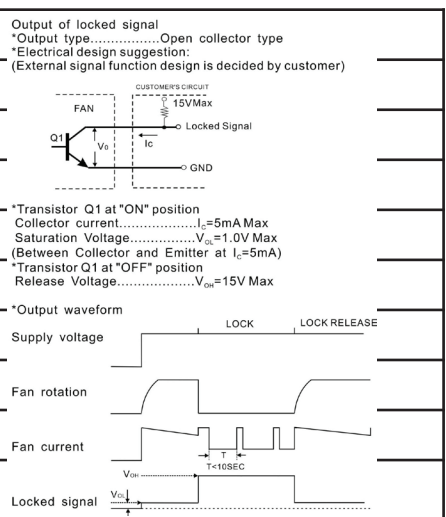 Output of locked signal
*Output type.................Open collector type
*Electrical design suggestion:
(External signal function design is decided by customer)
CUSTOMER'S CIRCUIT
15VMax
FAN
Locked Signal
Q1
Vo
Ic
GND
*Transistor Q1 at "ON" position
Collector current...................IC=5mA Max
Saturation Voltage................VOL=1.0V Max
(Between Collector and Emitter at IC=5mA)
*Transistor Q1 at "OFF" position
Release Voltage...................VOH=15V Max
*Output waveform
LOCK
LOCK RELEASE
Supply voltage
Fan rotation
Fan current
T
T<10SEC
VOH
VOL
Locked signal